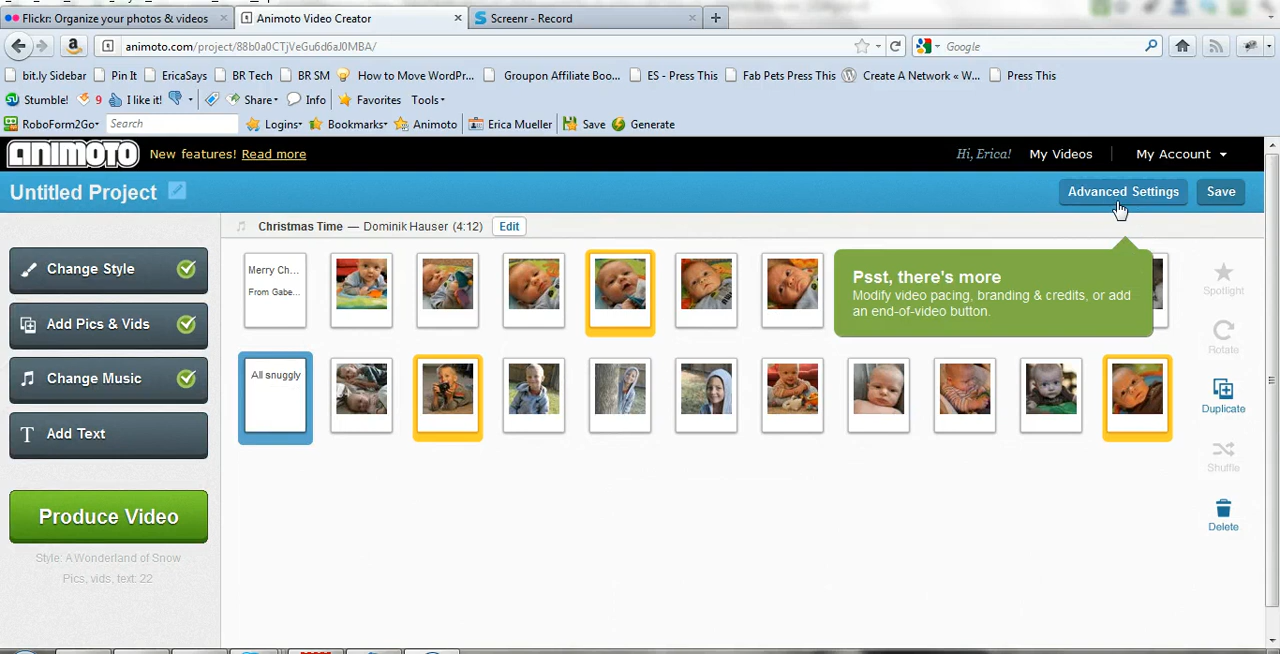 Flickr: Organize your photos & videos
Animoto Video Creator
Screenr - Record
animoto.com/project/88b0a0CTjVeGu6d6aJ0MBA/
Google
bit.ly Sidebar
Pin It
EricaSays
BR Tech
BR SM
How to Move WordPr...
Groupon Affiliate Boo...
ES - Press This
Fab Pets Press This
Create A Network « W...
Press This
Stumble!
9
I like it!
Share
Info
Favorites
Tools
RoboForm2Go
Search
Logins
Bookmarks
Animoto
Erica Mueller
Save
Generate
ANIMOTO
New features! Read more
Hi, Erica!
My Videos
My Account
Untitled Project
Advanced Settings
Save
Christmas Time — Dominik Hauser (4:12)
Edit
Change Style
Add Pics & Vids
Change Music
Add Text
Produce Video
Style: A Wonderland of Snow
Pics, vids, text: 22
Merry Ch...
From Gabe...
Psst, there's more
Modify video pacing, branding & credits, or add
an end-of-video button.
All snuggly
Spotlight
Rotate
Duplicate
Shuffle
Delete